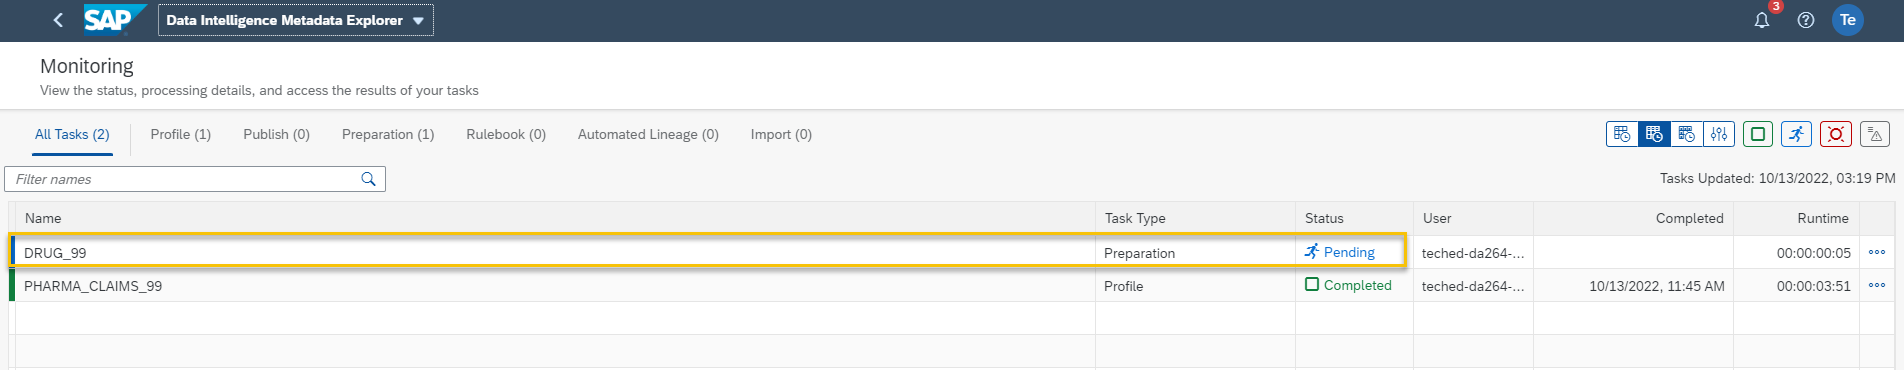 SAP Data Intelligence Metadata Explorer 3 Te
Monitoring
View the status, processing details, and access the results of your tasks
All Tasks (2) Profile (1) Publish (0) Preparation (1) Rulebook (0) Automated Lineage (0) Import (0)
Filter names Tasks Updated: 10/13/2022, 03:19 PM
Name Task Type Status User Completed Runtime
DRUG_99 Preparation Pending teched-da264-... 00:00:00:05
PHARMA_CLAIMS_99 Profile Completed teched-da264-... 10/13/2022, 11:45 AM 00:00:03:51